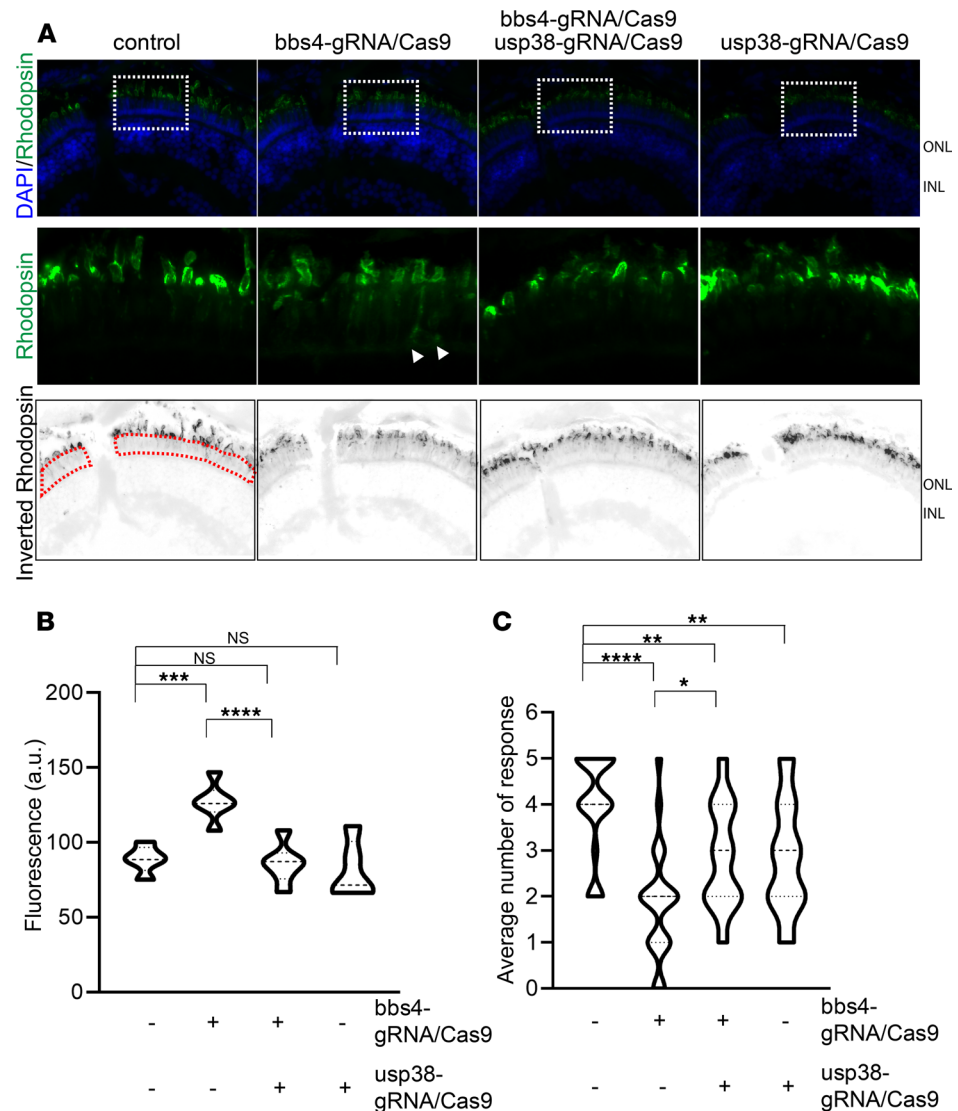 A
control
bbs4-gRNA/Cas9
bbs4-gRNA/Cas9
usp38-gRNA/Cas9
usp38-gRNA/Cas9
DAPI/Rhodopsin
ONL
INL
Rhodopsin
Inverted Rhodopsin
ONL
INL
B
NS
NS
***
****
200
150
100
50
0
Fluorescence (a.u.)
- + + -
bbs4-
gRNA/Cas9
- - + +
usp38-
gRNA/Cas9
C
**
**
****
*
6
5
4
3
2
1
0
Average number of response
- + + -
bbs4-
gRNA/Cas9
- - + +
usp38-
gRNA/Cas9